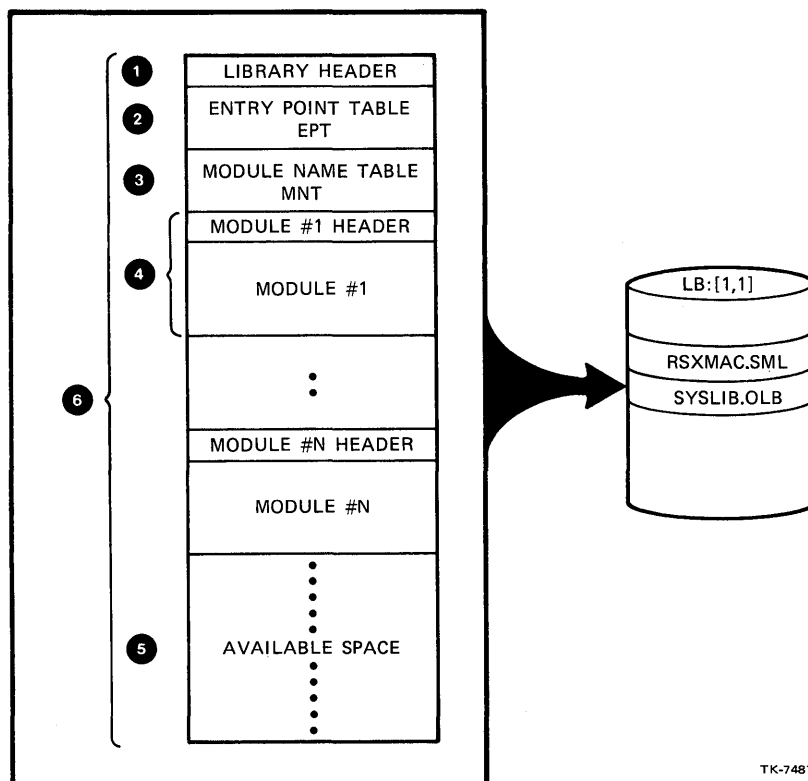 1 LIBRARY HEADER
2 ENTRY POINT TABLE
EPT
3 MODULE NAME TABLE
MNT
MODULE #1 HEADER
4 MODULE #1
6
MODULE #N HEADER
MODULE #N
5 AVAILABLE SPACE
LB:[1,1]
RSXMAC.SML
SYSLIB.OLB